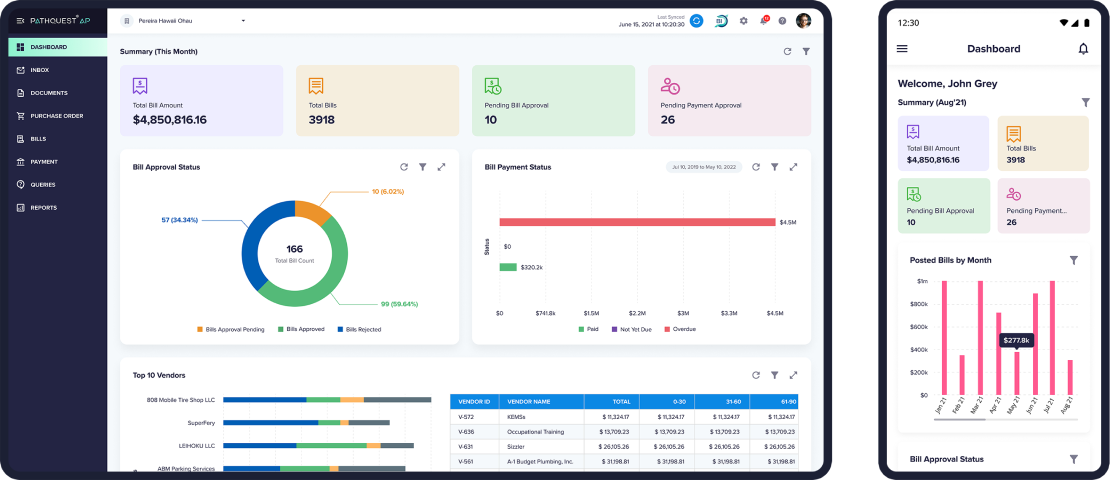 PATHQUEST AP
Pereira Hawaii Ohau
Last Synced
June 15, 2021 at 10:20:30
BI
DASHBOARD
INBOX
DOCUMENTS
PURCHASE ORDER
BILLS
PAYMENT
QUERIES
REPORTS
Summary (This Month)
Total Bill Amount
$4,850,816.16
Total Bills
3918
Pending Bill Approval
10
Pending Payment Approval
26
Bill Approval Status
10 (6.02%)
57 (34.34%)
166
Total Bill Count
99 (59.64%)
Bills Approval Pending
Bills Approved
Bills Rejected
Bill Payment Status
Jul 10, 2019 to May 10, 2022
Status
$4.5M
$0
$320.2k
$0 $741.8k $1.5M $2.2M $3M $3.3M $4.5M
Paid Not Yet Due Overdue
Top 10 Vendors
808 Mobile Tire Shop LLC
SuperFery
LEIHOKU LLC
ABM Parking Services
VENDOR ID VENDOR NAME TOTAL 0-30 31-60 61-90
V-572 KEMSs $ 11,324.17 $ 11,324.17 $ 11,324.17 $ 11,324.17
V-636 Occupational Training $ 13,709.23 $ 13,709.23 $ 13,709.23 $ 13,709.23
V-631 Sizzler $ 26,105.26 $ 26,105.26 $ 26,105.26 $ 26,105.26
V-561 A-1 Budget Plumbing, Inc. $ 31,198.81 $ 31,198.81 $ 31,198.81 $ 31,198.81
12:30
Dashboard
Welcome, John Grey
Summary (Aug'21)
Total Bill Amount
$4,850,816.16
Total Bills
3918
Pending Bill Approval
10
Pending Payment...
26
Posted Bills by Month
$1m
$800k
$600k
$400k
$200k
$0
$277.8k
Jan 21 Feb 21 Mar 21 Apr 21 May 21 Jun 21 Jul 21 Aug 21
Bill Approval Status